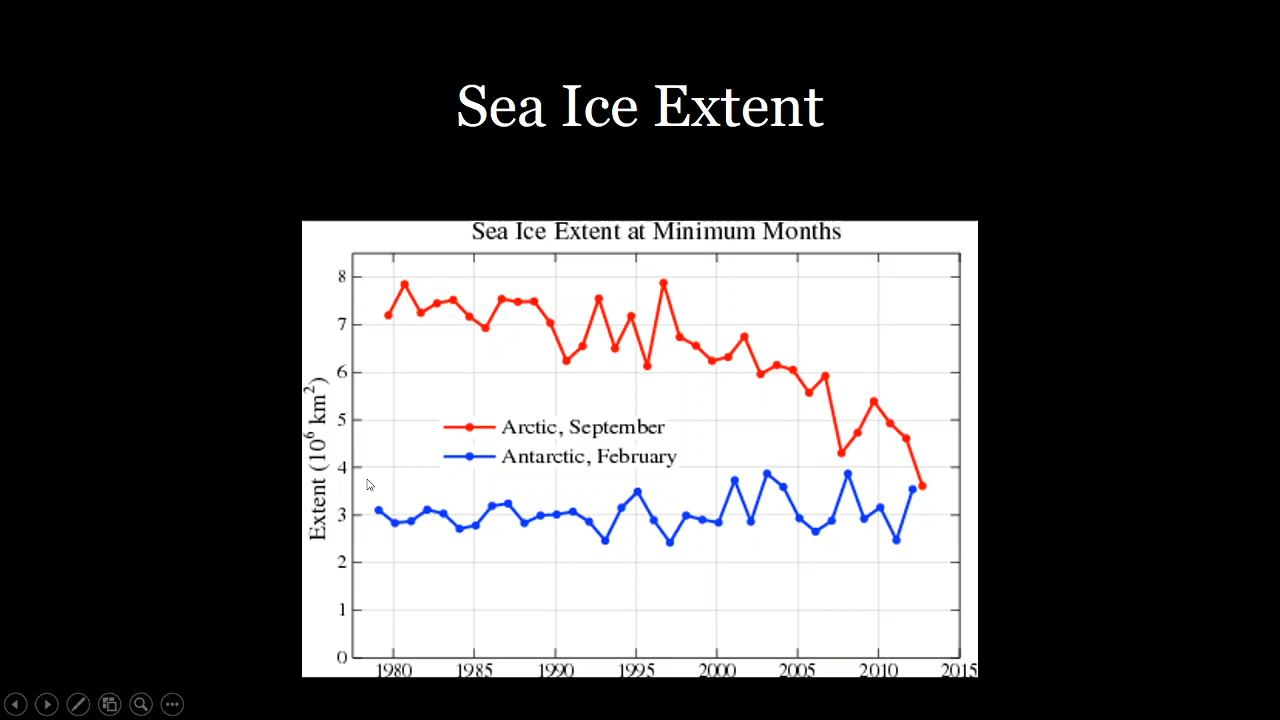 Sea Ice Extent
Sea Ice Extent at Minimum Months
8
7
6
5
4
3
2
1
0
Extent (10⁶ km²)
Arctic, September
Antarctic, February
1980 1985 1990 1995 2000 2005 2010 2015